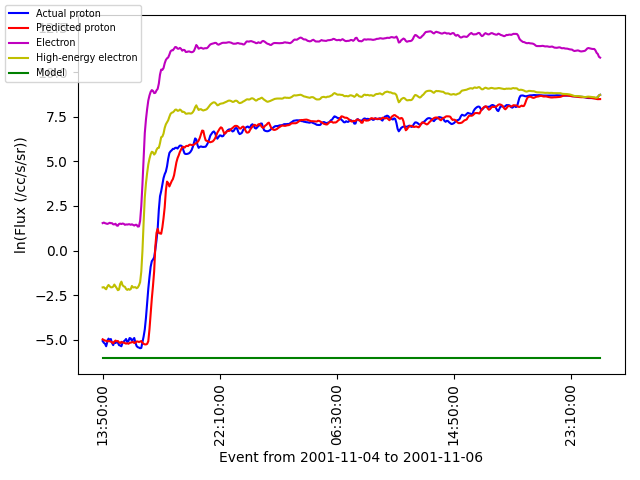 Actual proton
Predicted proton
Electron
High-energy electron
Model
7.5
5.0
2.5
0.0
−2.5
−5.0
ln(Flux (/cc/s/sr))
13:50:00
22:10:00
06:30:00
14:50:00
23:10:00
Event from 2001-11-04 to 2001-11-06